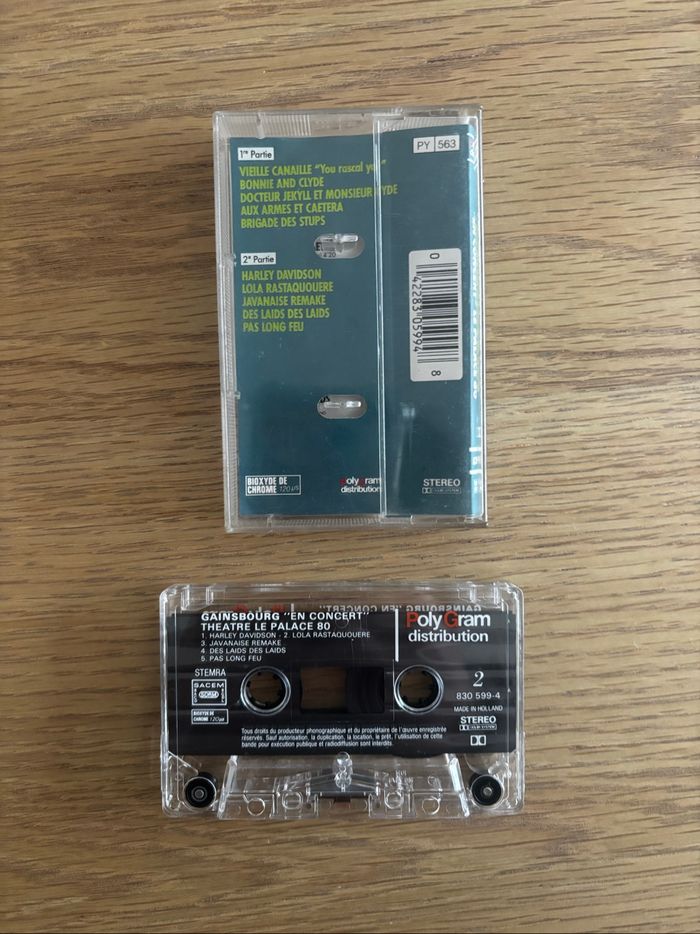 1re Partie
VIEILLE CANAILLE "You rascal you"
BONNIE AND CLYDE
DOCTEUR JEKYLL ET MONSIEUR HYDE
AUX ARMES ET CAETERA
BRIGADE DES STUPS
2e Partie
HARLEY DAVIDSON
LOLA RASTAQUOUERE
JAVANAISE REMAKE
DES LAIDS DES LAIDS
PAS LONG FEU
BIOXYDE DE
CHROME 120 µs
PolyGram
distribution
PY 563
0 42283 05994 8
STEREO
GAINSBOURG "EN CONCERT"
THEATRE LE PALACE 80
1. HARLEY DAVIDSON - 2. LOLA RASTAQUOUERE
3. JAVANAISE REMAKE
4. DES LAIDS DES LAIDS
5. PAS LONG FEU
STEMRA
SACEM
SDRM
BIOXYDE DE
CHROME 120µs
PolyGram
distribution
2
830 599-4
MADE IN HOLLAND
STEREO
Tous droits du producteur phonographique et du propriétaire de l'œuvre enregistrée
réservés. Sauf autorisation, la duplication, la location, le prêt, l'utilisation de cette
bande pour exécution publique et radiodiffusion sont interdits.